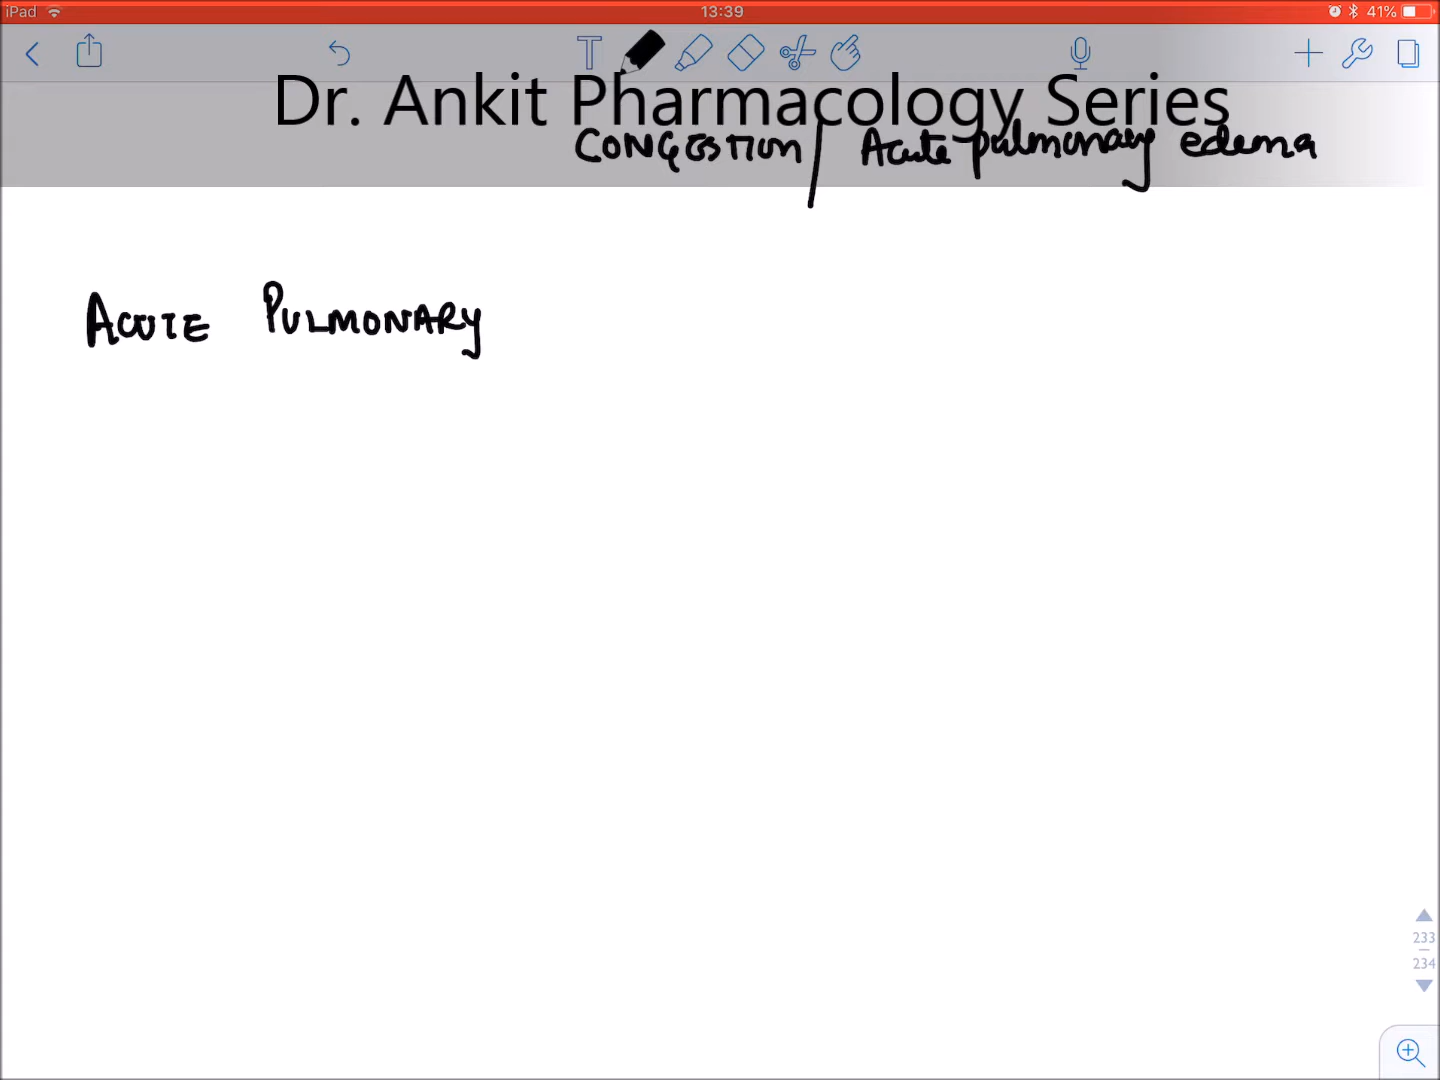 iPad 13:39 41%
T
Dr. Ankit Pharmacology Series
CONGESTION / Acute pulmonary edema
ACUTE PULMONARY
233
234